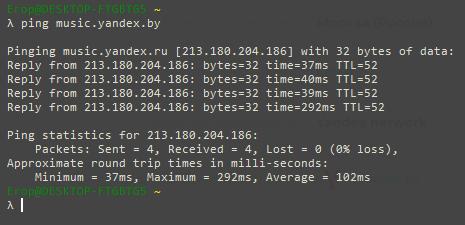 Егор@DESKTOP-FTGBTG5 ~
λ ping music.yandex.by
Pinging music.yandex.ru [213.180.204.186] with 32 bytes of data:
Reply from 213.180.204.186: bytes=32 time=37ms TTL=52
Reply from 213.180.204.186: bytes=32 time=40ms TTL=52
Reply from 213.180.204.186: bytes=32 time=39ms TTL=52
Reply from 213.180.204.186: bytes=32 time=292ms TTL=52
Ping statistics for 213.180.204.186:
Packets: Sent = 4, Received = 4, Lost = 0 (0% loss),
Approximate round trip times in milli-seconds:
Minimum = 37ms, Maximum = 292ms, Average = 102ms
Егор@DESKTOP-FTGBTG5 ~
λ